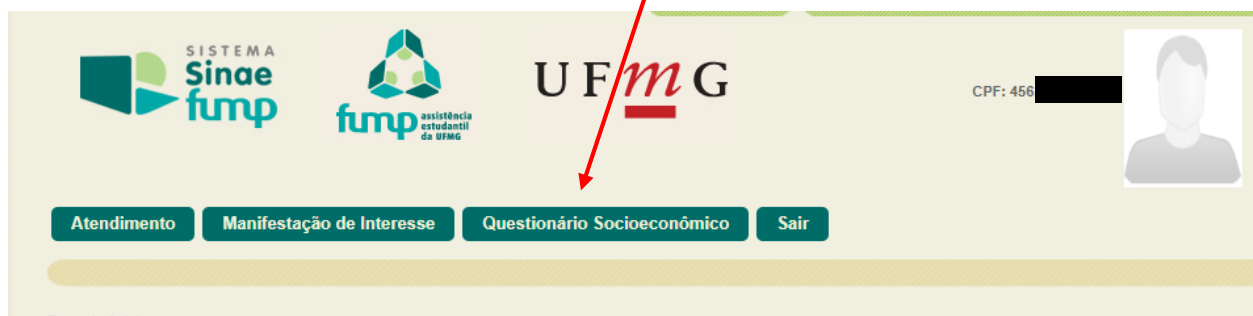 SISTEMA
Sinae
fump
fump assistência
estudantil
da UFMG
UFmG
CPF: 456
Atendimento Manifestação de Interesse Questionário Socioeconômico Sair